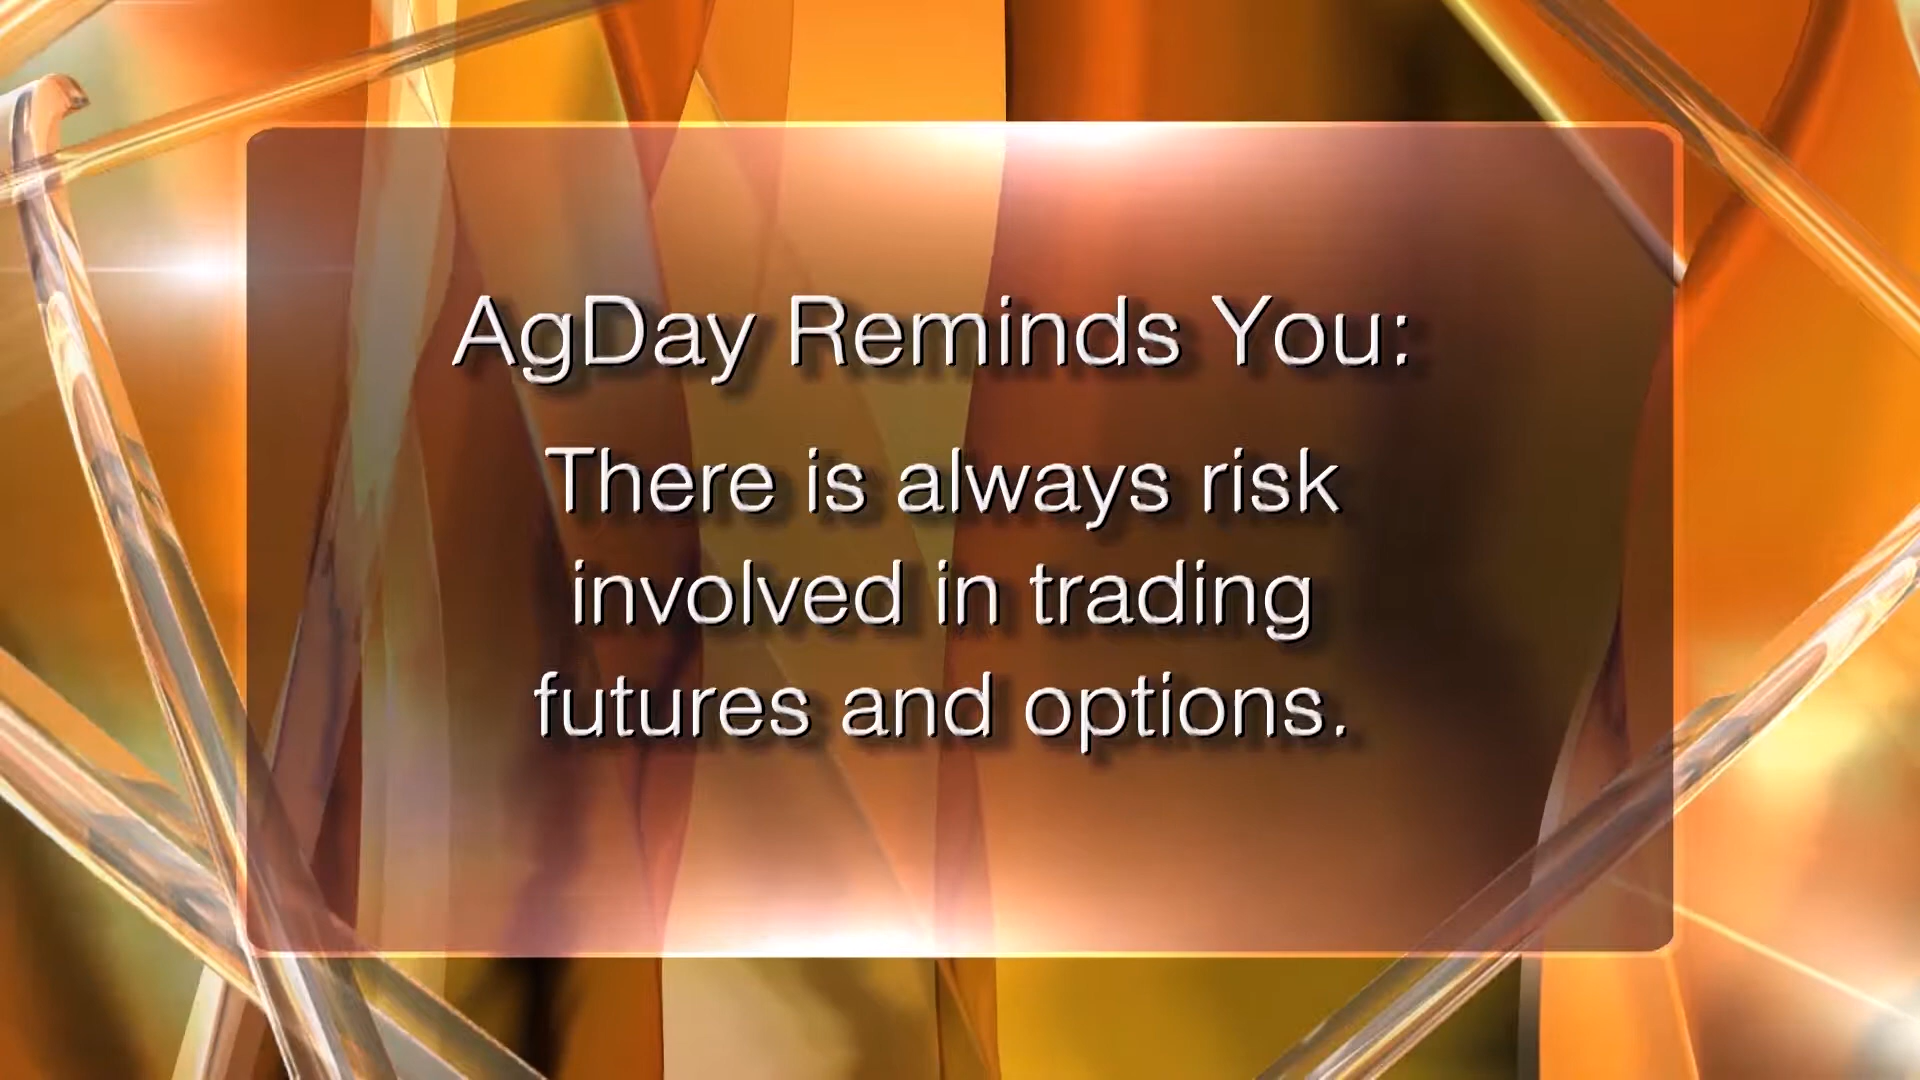 AgDay Reminds You:
There is always risk
involved in trading
futures and options.